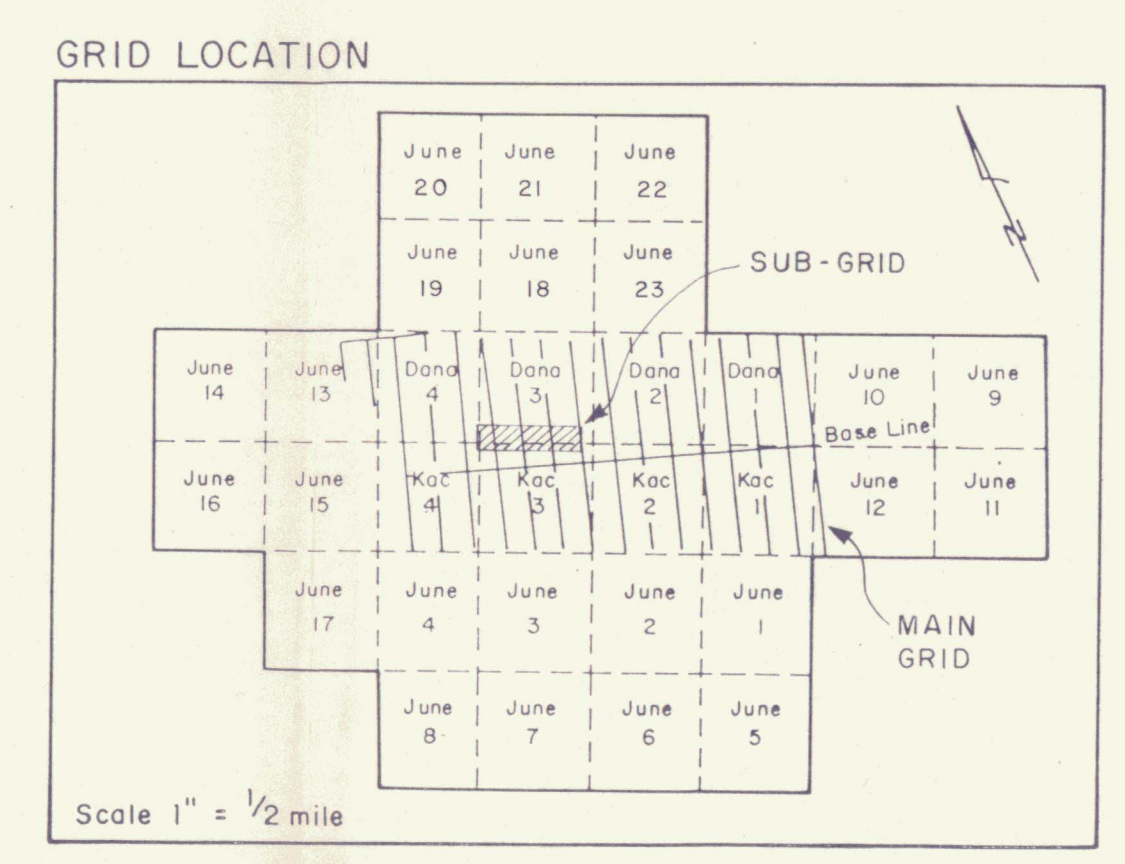 GRID LOCATION
June June June
20 21 22
June June June
19 18 23
SUB-GRID
June June Dana Dana Dana Dana June June
14 13 4 3 2 1 10 9
Base Line
June June Kac Kac Kac Kac June June
16 15 4 3 2 1 12 11
June June June June June
17 4 3 2 1
MAIN
GRID
June June June June
8 7 6 5
Scale 1" = 1/2 mile
N